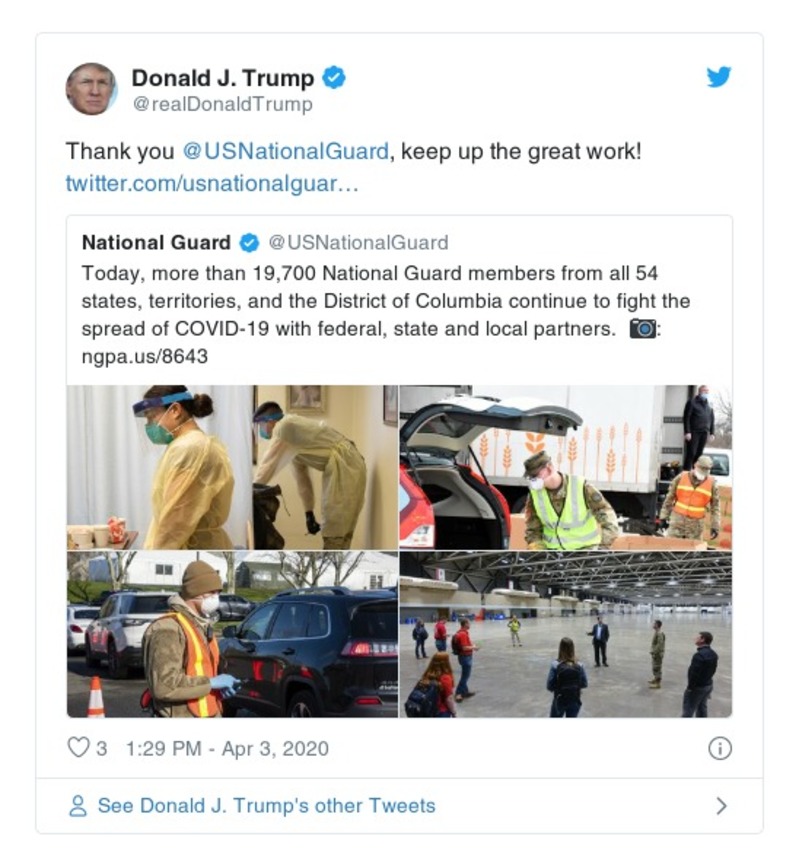 Donald J. Trump
@realDonaldTrump
Thank you @USNationalGuard, keep up the great work!
twitter.com/usnationalguar…
National Guard @USNationalGuard
Today, more than 19,700 National Guard members from all 54
states, territories, and the District of Columbia continue to fight the
spread of COVID-19 with federal, state and local partners. 📷:
ngpa.us/8643
3 1:29 PM - Apr 3, 2020
See Donald J. Trump's other Tweets